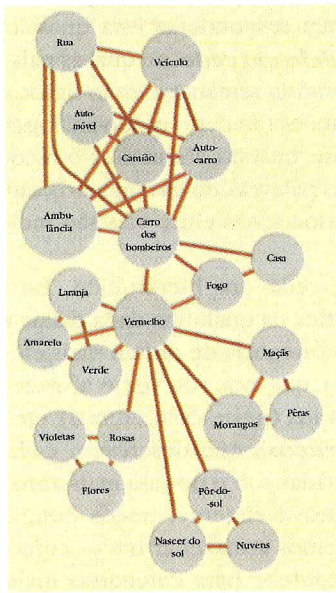 Rua
Veículo
Auto-
móvel
Camião
Auto-
carro
Ambu-
lância
Carro
dos
bombeiros
Casa
Fogo
Laranja
Vermelho
Amarelo
Verde
Maçãs
Morangos
Pêras
Violetas
Rosas
Flores
Pôr-do-
-sol
Nascer do
sol
Nuvens